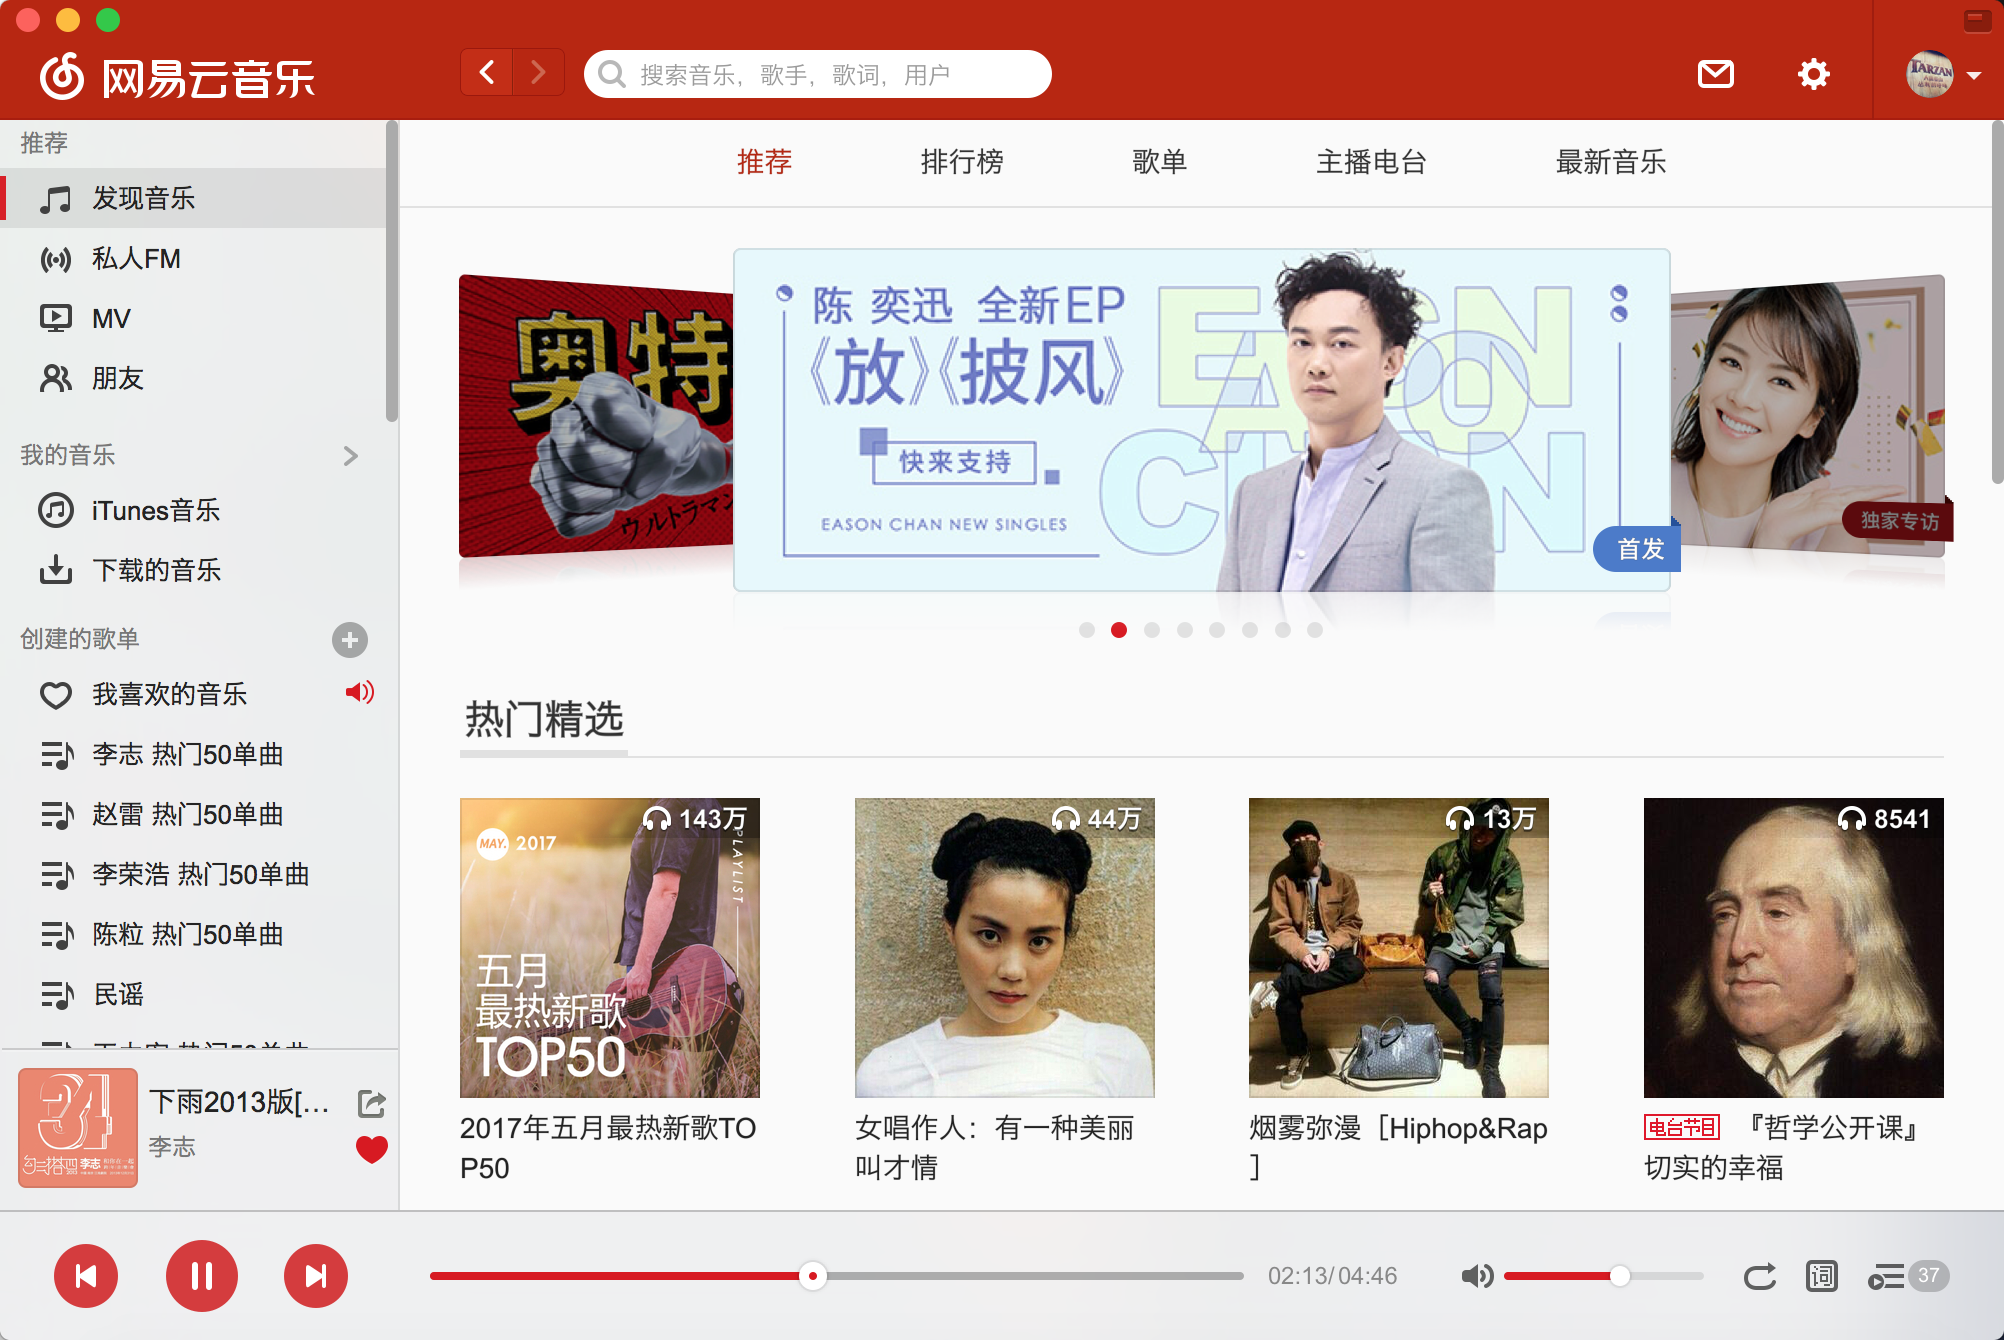 网易云音乐
搜索音乐，歌手，歌词，用户
TARZAN
推荐
发现音乐
私人FM
MV
朋友
我的音乐
iTunes音乐
下载的音乐
创建的歌单
我喜欢的音乐
李志 热门50单曲
赵雷 热门50单曲
李荣浩 热门50单曲
陈粒 热门50单曲
民谣
推荐
排行榜
歌单
主播电台
最新音乐
奥特
ウルトラマン
陈 奕迅 全新EP
《放》《披风》
快来支持
EASON CHAN NEW SINGLES
EASON
CHAN
首发
独家专访
热门精选
143万
MAY. 2017
PLAYLIST
五月
最热新歌
TOP50
2017年五月最热新歌TO
P50
44万
女唱作人：有一种美丽
叫才情
13万
烟雾弥漫［Hiphop&Rap
］
8541
电台节目 『哲学公开课』
切实的幸福
34
勾三搭四 李志
下雨2013版[...
李志
02:13/04:46
词
37